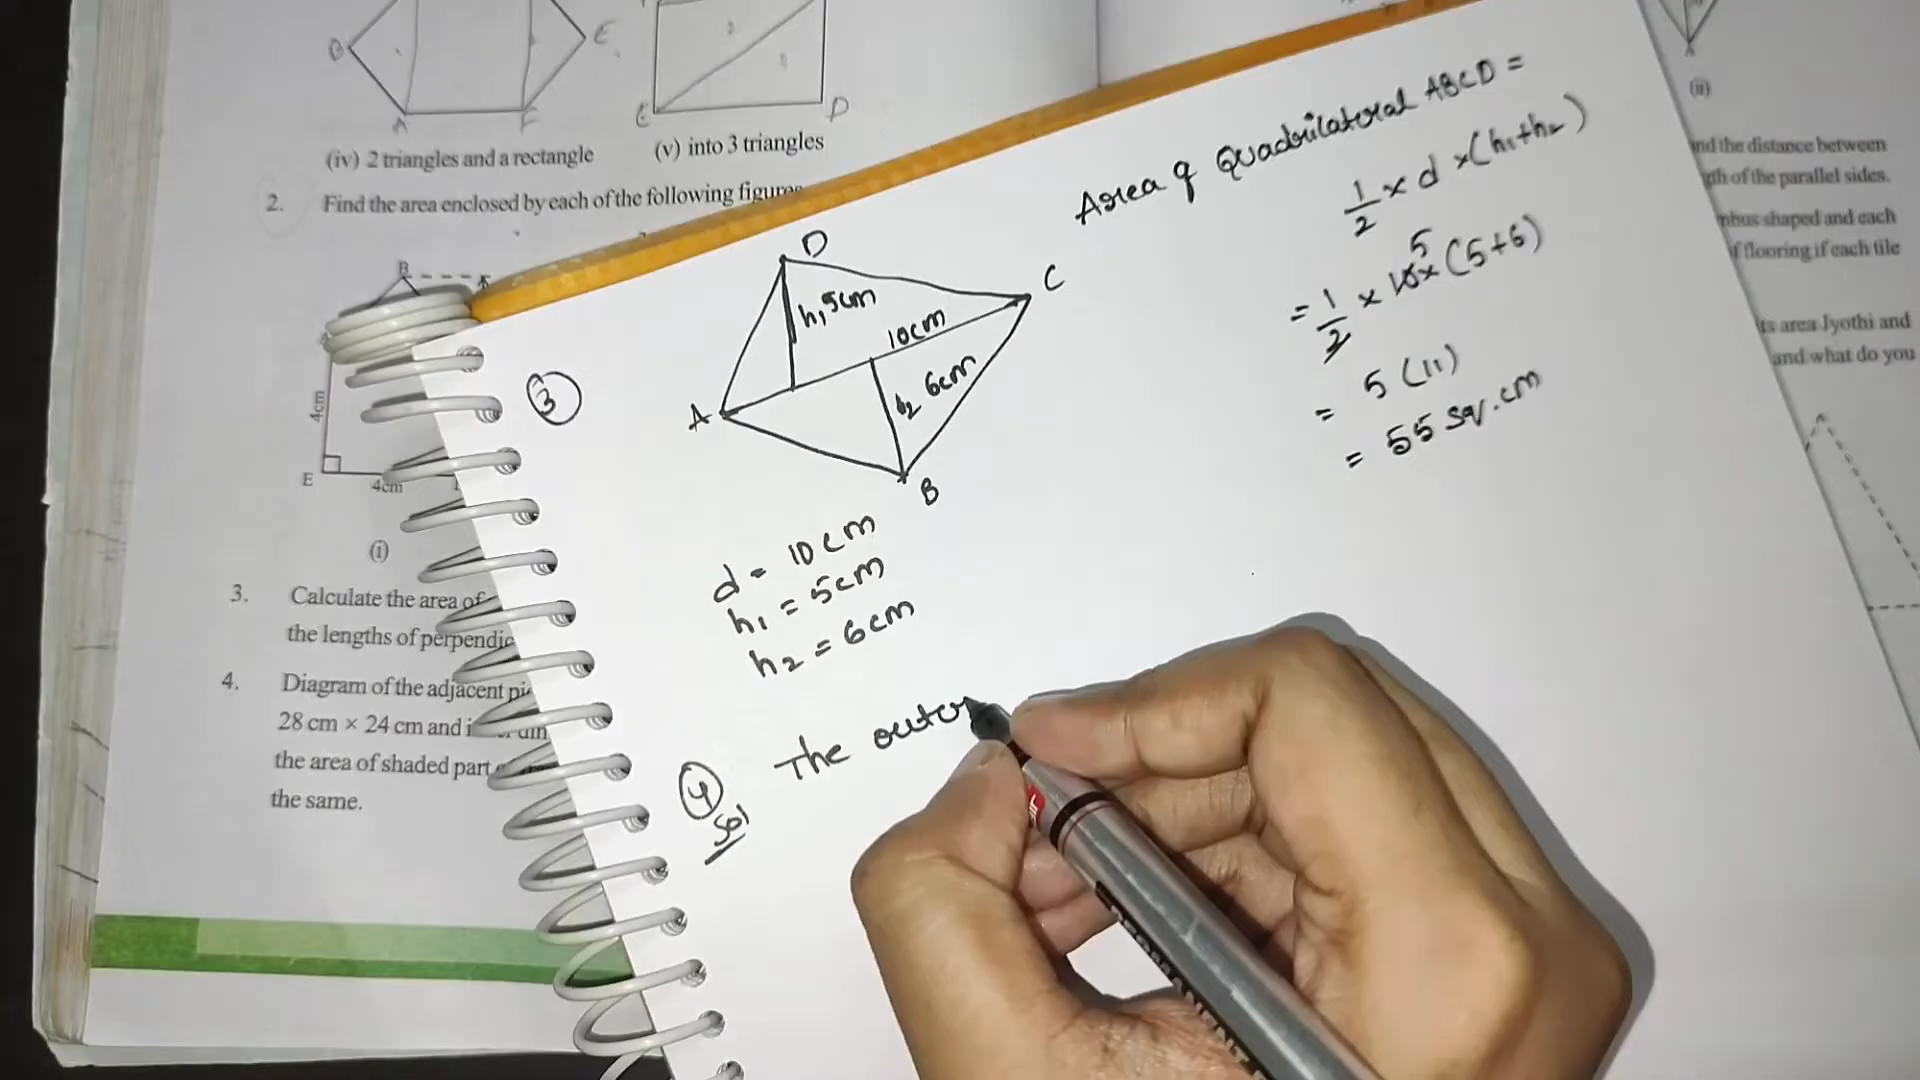 B
E
A
F
E
D
(iv) 2 triangles and a rectangle
(v) into 3 triangles
2. Find the area enclosed by each of the following figures
B
4cm
E
4cm
(i)
3. Calculate the area of
the lengths of perpendic
4. Diagram of the adjacent pi
28 cm × 24 cm and i
the area of shaded part
the same.
3
D
C
A
B
h1 5cm
10cm
h2 6cm
d = 10cm
h1 = 5cm
h2 = 6cm
Area of Quadrilateral ABCD =
1/2 × d × (h1+h2)
5
= 1/2 × 10 × (5+6)
= 5 (11)
= 55 sq.cm
4 Sol The outer
PERMANENT
A
(ii)
and the distance between
gth of the parallel sides.
mbus shaped and each
f flooring if each tile
its area Jyothi and
and what do you